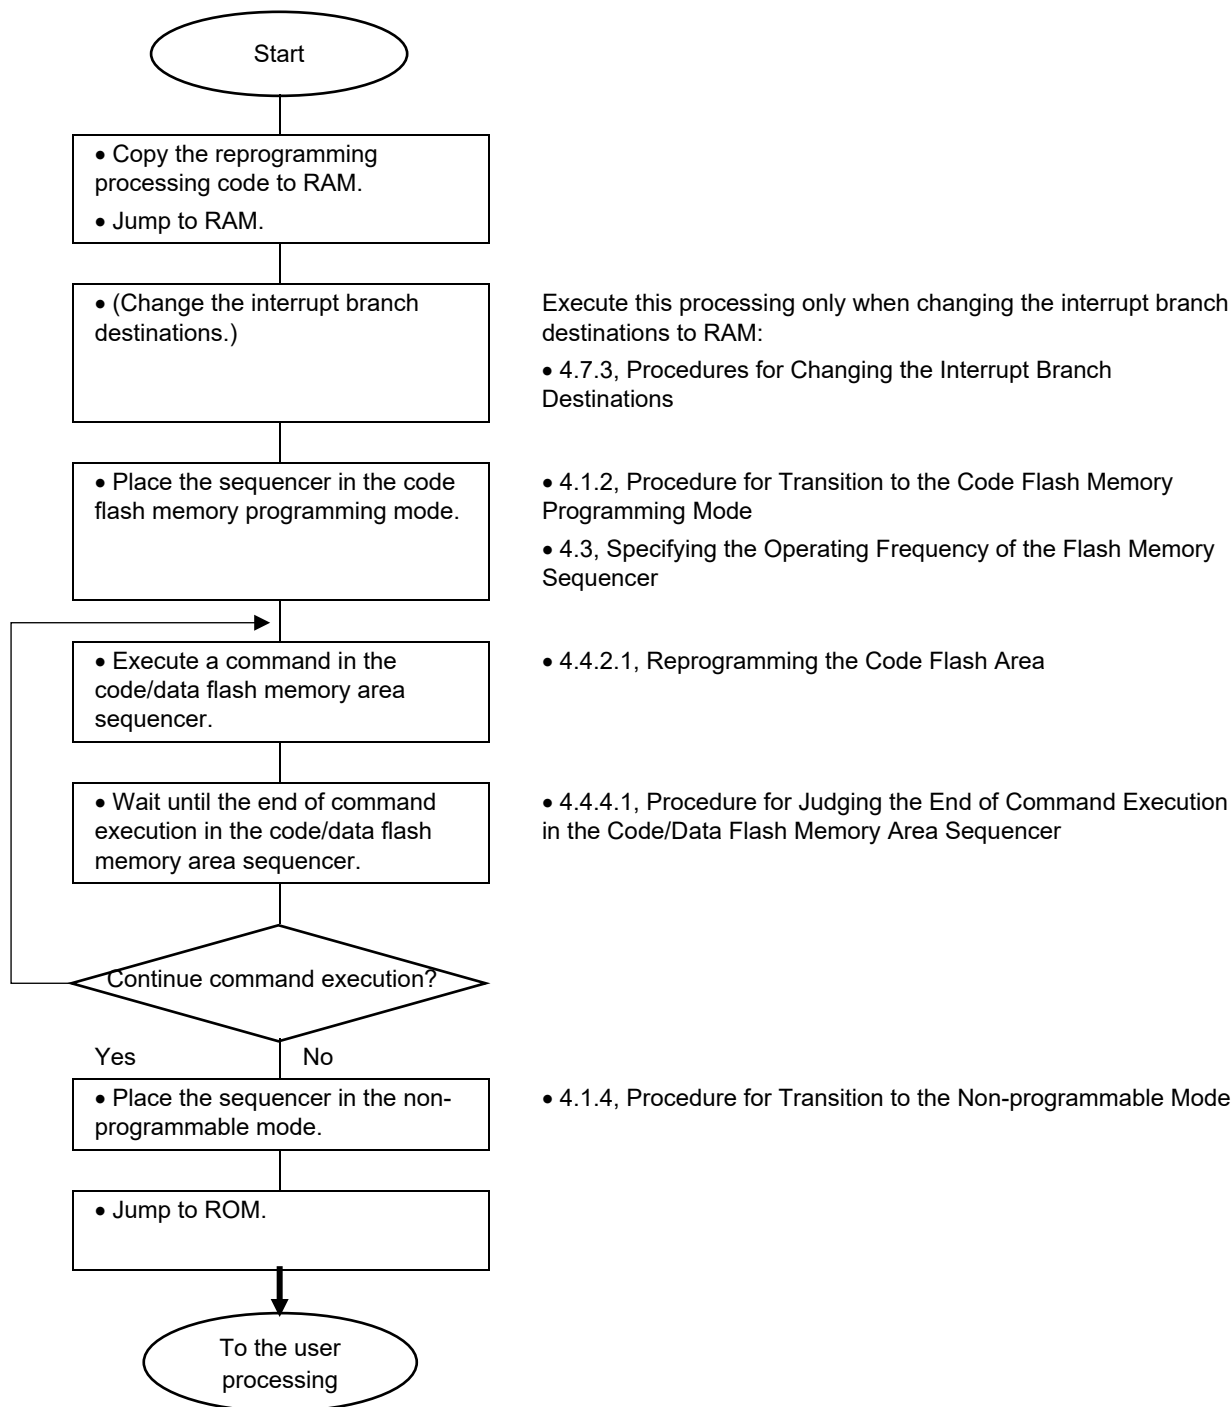 Start
• Copy the reprogramming
processing code to RAM.
• Jump to RAM.
• (Change the interrupt branch
destinations.)
Execute this processing only when changing the interrupt branch
destinations to RAM:
• 4.7.3, Procedures for Changing the Interrupt Branch
Destinations
• Place the sequencer in the code
flash memory programming mode.
• 4.1.2, Procedure for Transition to the Code Flash Memory
Programming Mode
• 4.3, Specifying the Operating Frequency of the Flash Memory
Sequencer
• Execute a command in the
code/data flash memory area
sequencer.
• 4.4.2.1, Reprogramming the Code Flash Area
• Wait until the end of command
execution in the code/data flash
memory area sequencer.
• 4.4.4.1, Procedure for Judging the End of Command Execution
in the Code/Data Flash Memory Area Sequencer
Continue command execution?
Yes
No
• Place the sequencer in the non-
programmable mode.
• 4.1.4, Procedure for Transition to the Non-programmable Mode
• Jump to ROM.
To the user
processing